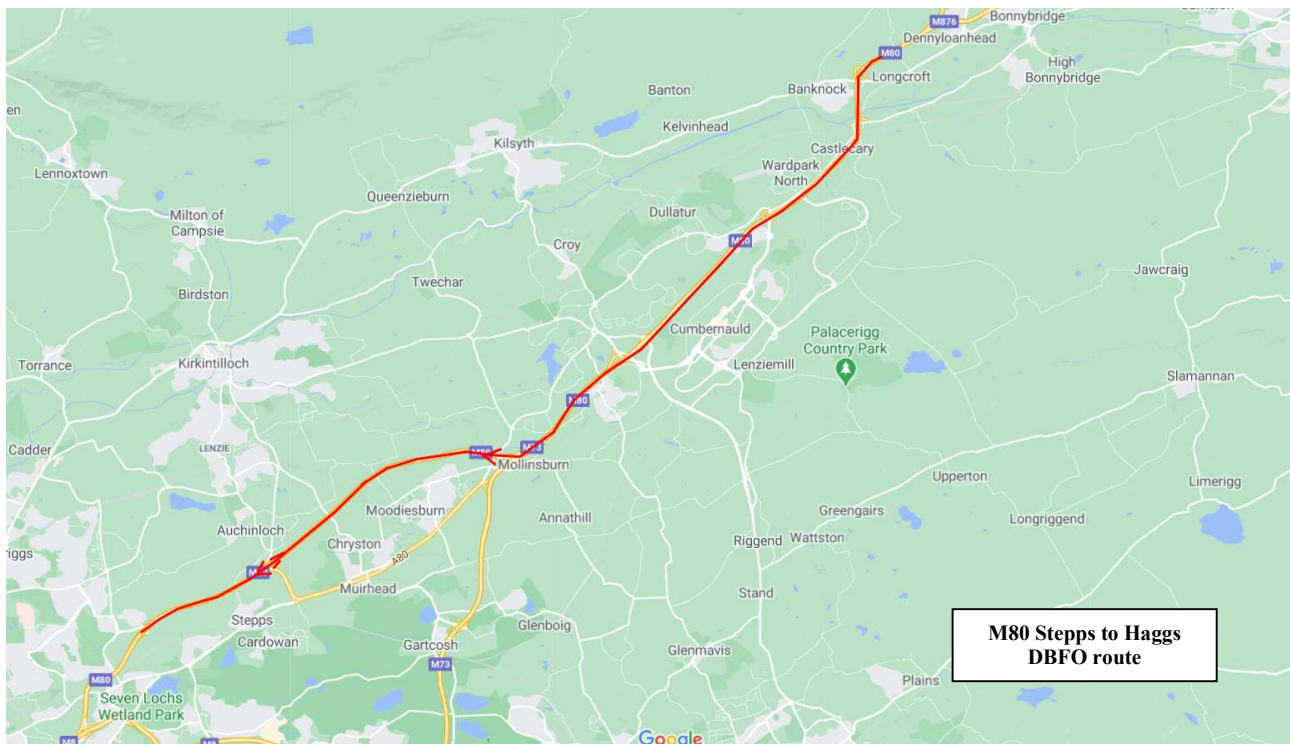 M876
Bonnybridge
Dennyloanhead
M80
Longcroft
High
Bonnybridge
Banknock
Banton
Kelvinhead
en
Kilsyth
Castlecary
Wardpark
North
Lennoxtown
Queenzieburn
Milton of
Campsie
Dullatur
M80
Croy
Jawcraig
Twechar
Birdston
Cumbernauld
Palacerigg
Country Park
Torrance
Kirkintilloch
Lenziemill
Slamannan
M80
Cadder
LENZIE
M73
M80
Mollinsburn
Upperton
Limerigg
Moodiesburn
Annathill
Greengairs
Longriggend
Auchinloch
Chryston
Riggend
Wattston
riggs
A80
M80
Muirhead
Stand
Stepps
Glenboig
Cardowan
Gartcosh
Glenmavis
M73
M80 Stepps to Haggs
DBFO route
M80
Plains
Seven Lochs
Wetland Park
M8
M8
Google